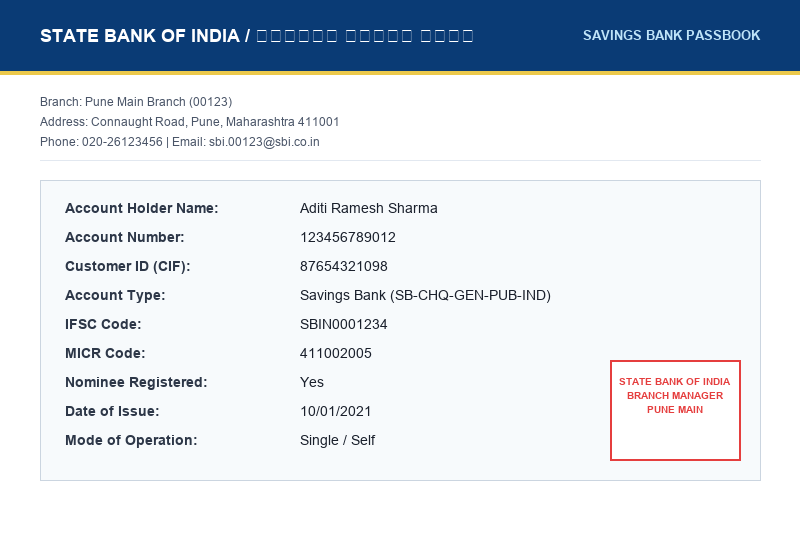 STATE BANK OF INDIA /
SAVINGS BANK PASSBOOK
Branch: Pune Main Branch (00123)
Address: Connaught Road, Pune, Maharashtra 411001
Phone: 020-26123456 | Email: sbi.00123@sbi.co.in
Account Holder Name: Aditi Ramesh Sharma
Account Number: 123456789012
Customer ID (CIF): 87654321098
Account Type: Savings Bank (SB-CHQ-GEN-PUB-IND)
IFSC Code: SBIN0001234
MICR Code: 411002005
Nominee Registered: Yes
Date of Issue: 10/01/2021
Mode of Operation: Single / Self
STATE BANK OF INDIA
BRANCH MANAGER
PUNE MAIN